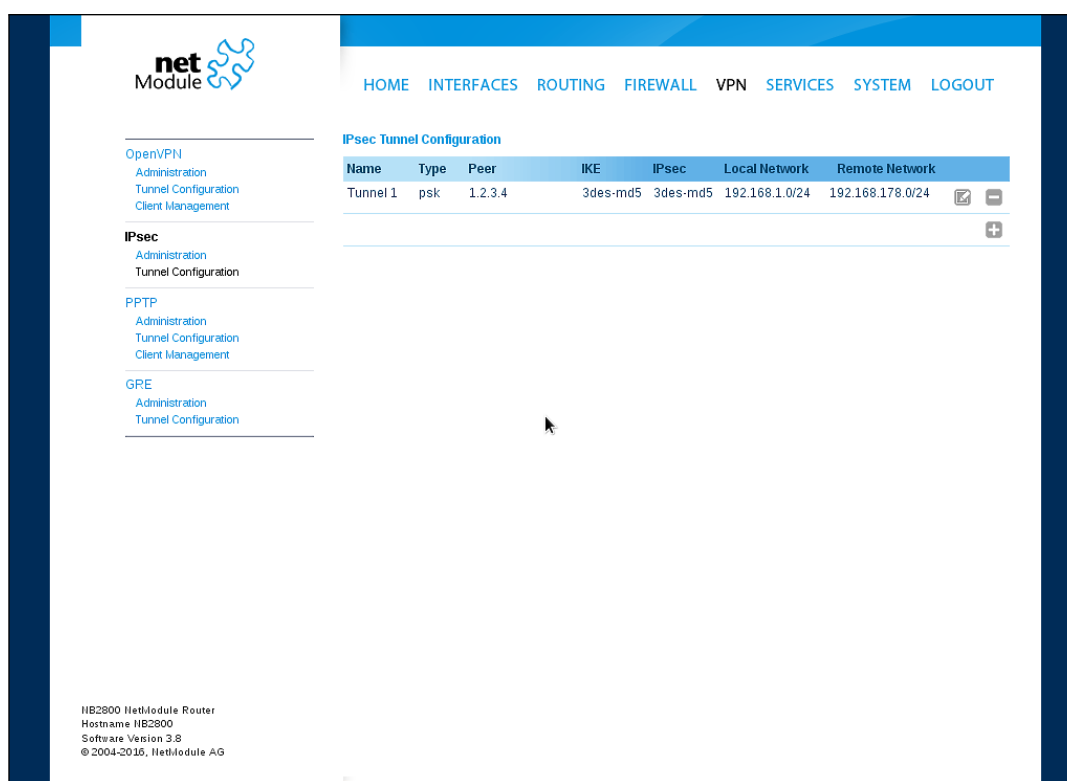 net
Module
HOME INTERFACES ROUTING FIREWALL VPN SERVICES SYSTEM LOGOUT
OpenVPN
Administration
Tunnel Configuration
Client Management
IPsec
Administration
Tunnel Configuration
PPTP
Administration
Tunnel Configuration
Client Management
GRE
Administration
Tunnel Configuration
IPsec Tunnel Configuration
Name Type Peer IKE IPsec Local Network Remote Network
Tunnel 1 psk 1.2.3.4 3des-md5 3des-md5 192.168.1.0/24 192.168.178.0/24
NB2800 NetModule Router
Hostname NB2800
Software Version 3.8
© 2004-2016, NetModule AG